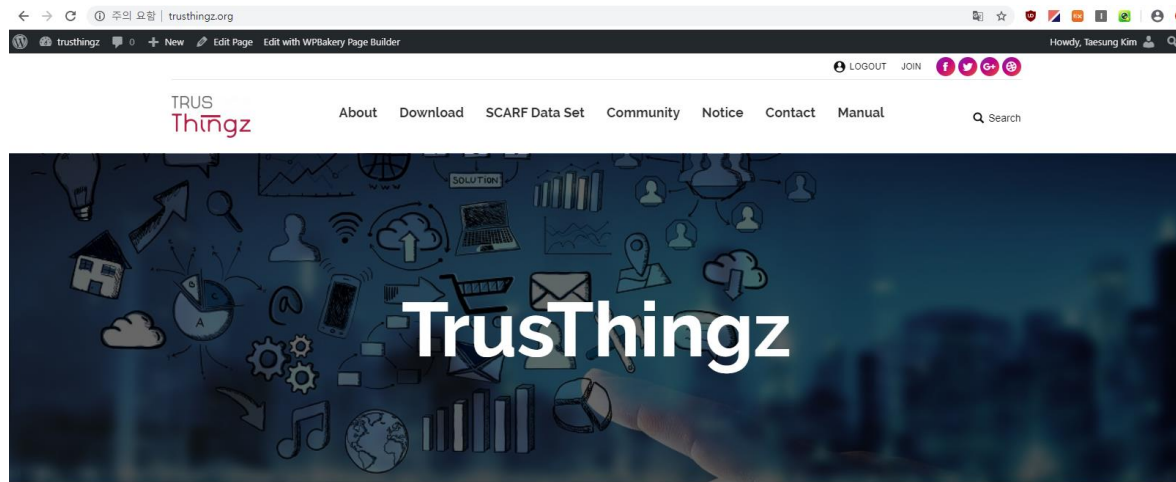 주의 요함 | trusthingz.org
trusthingz 0 New Edit Page Edit with WPBakery Page Builder Howdy, Taesung Kim
LOGOUT JOIN f G+
TRUS
Thingz
About Download SCARF Data Set Community Notice Contact Manual Search
SOLUTION
WWW
@
A
TrusThingz